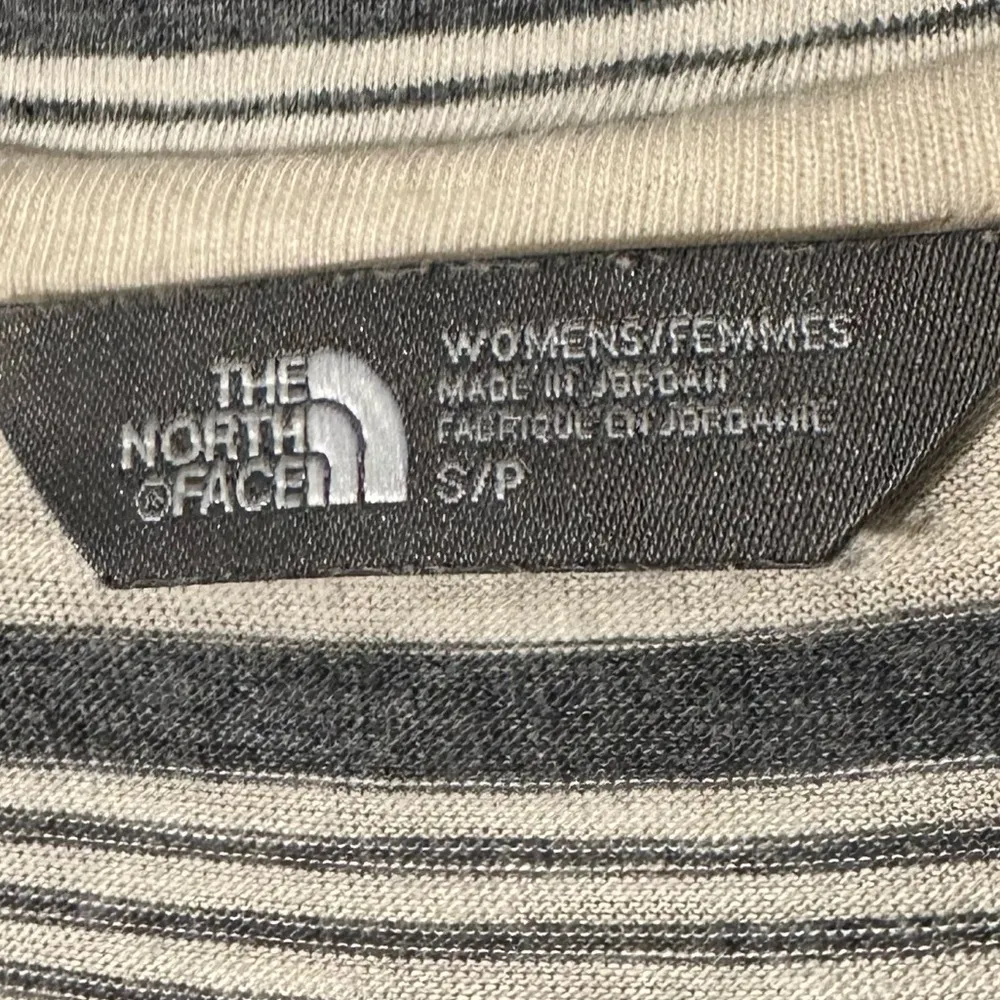 THE
NORTH
®FACE
WOMENS/FEMMES
MADE IN JORDAN
FABRIQUE EN JORDANIE
S/P